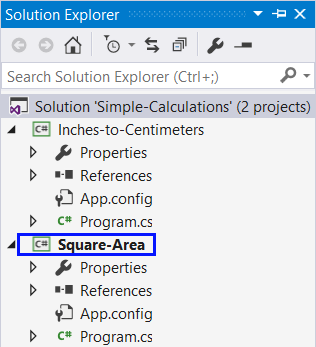 Solution Explorer
Search Solution Explorer (Ctrl+;)
Solution 'Simple-Calculations' (2 projects)
C# Inches-to-Centimeters
Properties
References
App.config
C# Program.cs
C# Square-Area
Properties
References
App.config
C# Program.cs